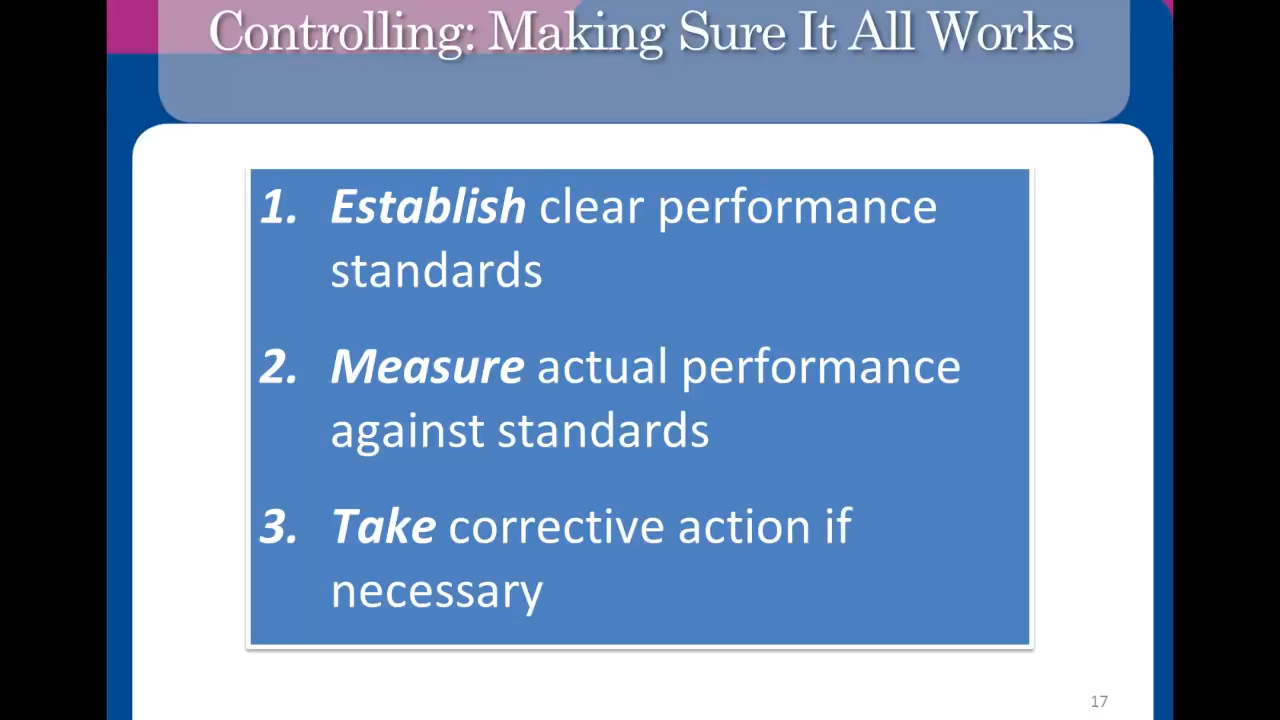 Controlling: Making Sure It All Works
1. Establish clear performance
standards
2. Measure actual performance
against standards
3. Take corrective action if
necessary
17